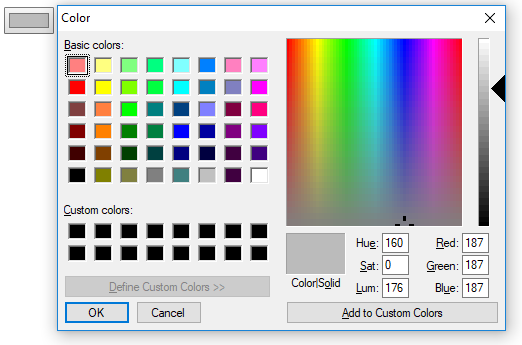 Color
Basic colors:
Custom colors:
Define Custom Colors >>
OK
Cancel
Color|Solid
Hue: 160
Sat: 0
Lum: 176
Red: 187
Green: 187
Blue: 187
Add to Custom Colors